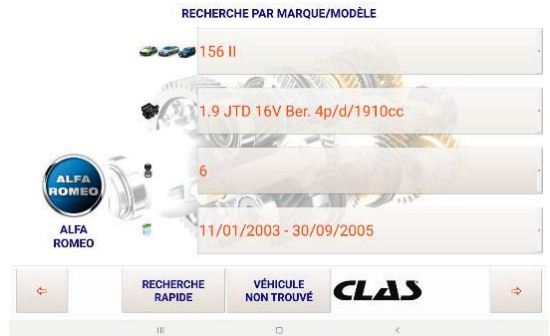 RECHERCHE PAR MARQUE/MODÈLE
156 II
1.9 JTD 16V Ber. 4p/d/1910cc
6
11/01/2003 - 30/09/2005
ALFA
ROMEO
ALFA
ROMEO
RECHERCHE
RAPIDE
VÉHICULE
NON TROUVÉ
CLAS